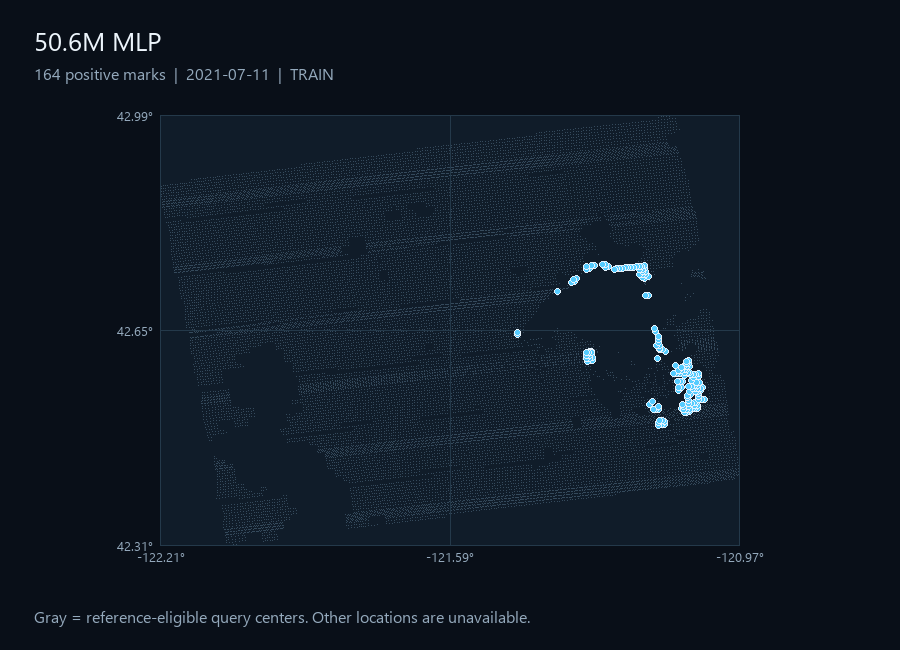 50.6M MLP
164 positive marks | 2021-07-11 | TRAIN
42.99°
42.65°
42.31°
-122.21°
-121.59°
-120.97°
Gray = reference-eligible query centers. Other locations are unavailable.